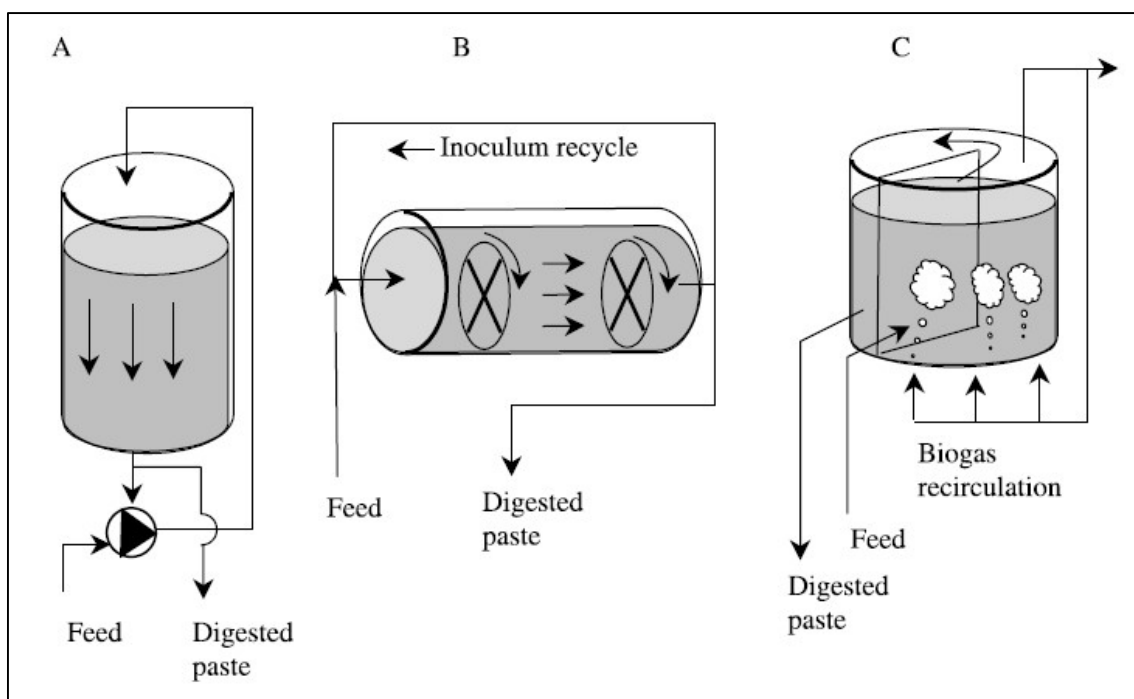 A
B
C
Inoculum recycle
Feed
Digested
paste
Feed
Digested
paste
Biogas
recirculation
Feed
Digested
paste